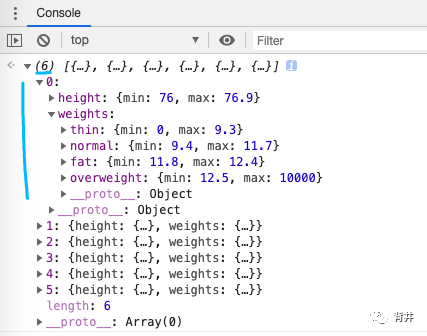 Console
top
Filter
(6) [{…}, {…}, {…}, {…}, {…}, {…}] i
0:
height: {min: 76, max: 76.9}
weights:
thin: {min: 0, max: 9.3}
normal: {min: 9.4, max: 11.7}
fat: {min: 11.8, max: 12.4}
overweight: {min: 12.5, max: 10000}
__proto__: Object
__proto__: Object
1: {height: {…}, weights: {…}}
2: {height: {…}, weights: {…}}
3: {height: {…}, weights: {…}}
4: {height: {…}, weights: {…}}
5: {height: {…}, weights: {…}}
length: 6
__proto__: Array(0)
背井